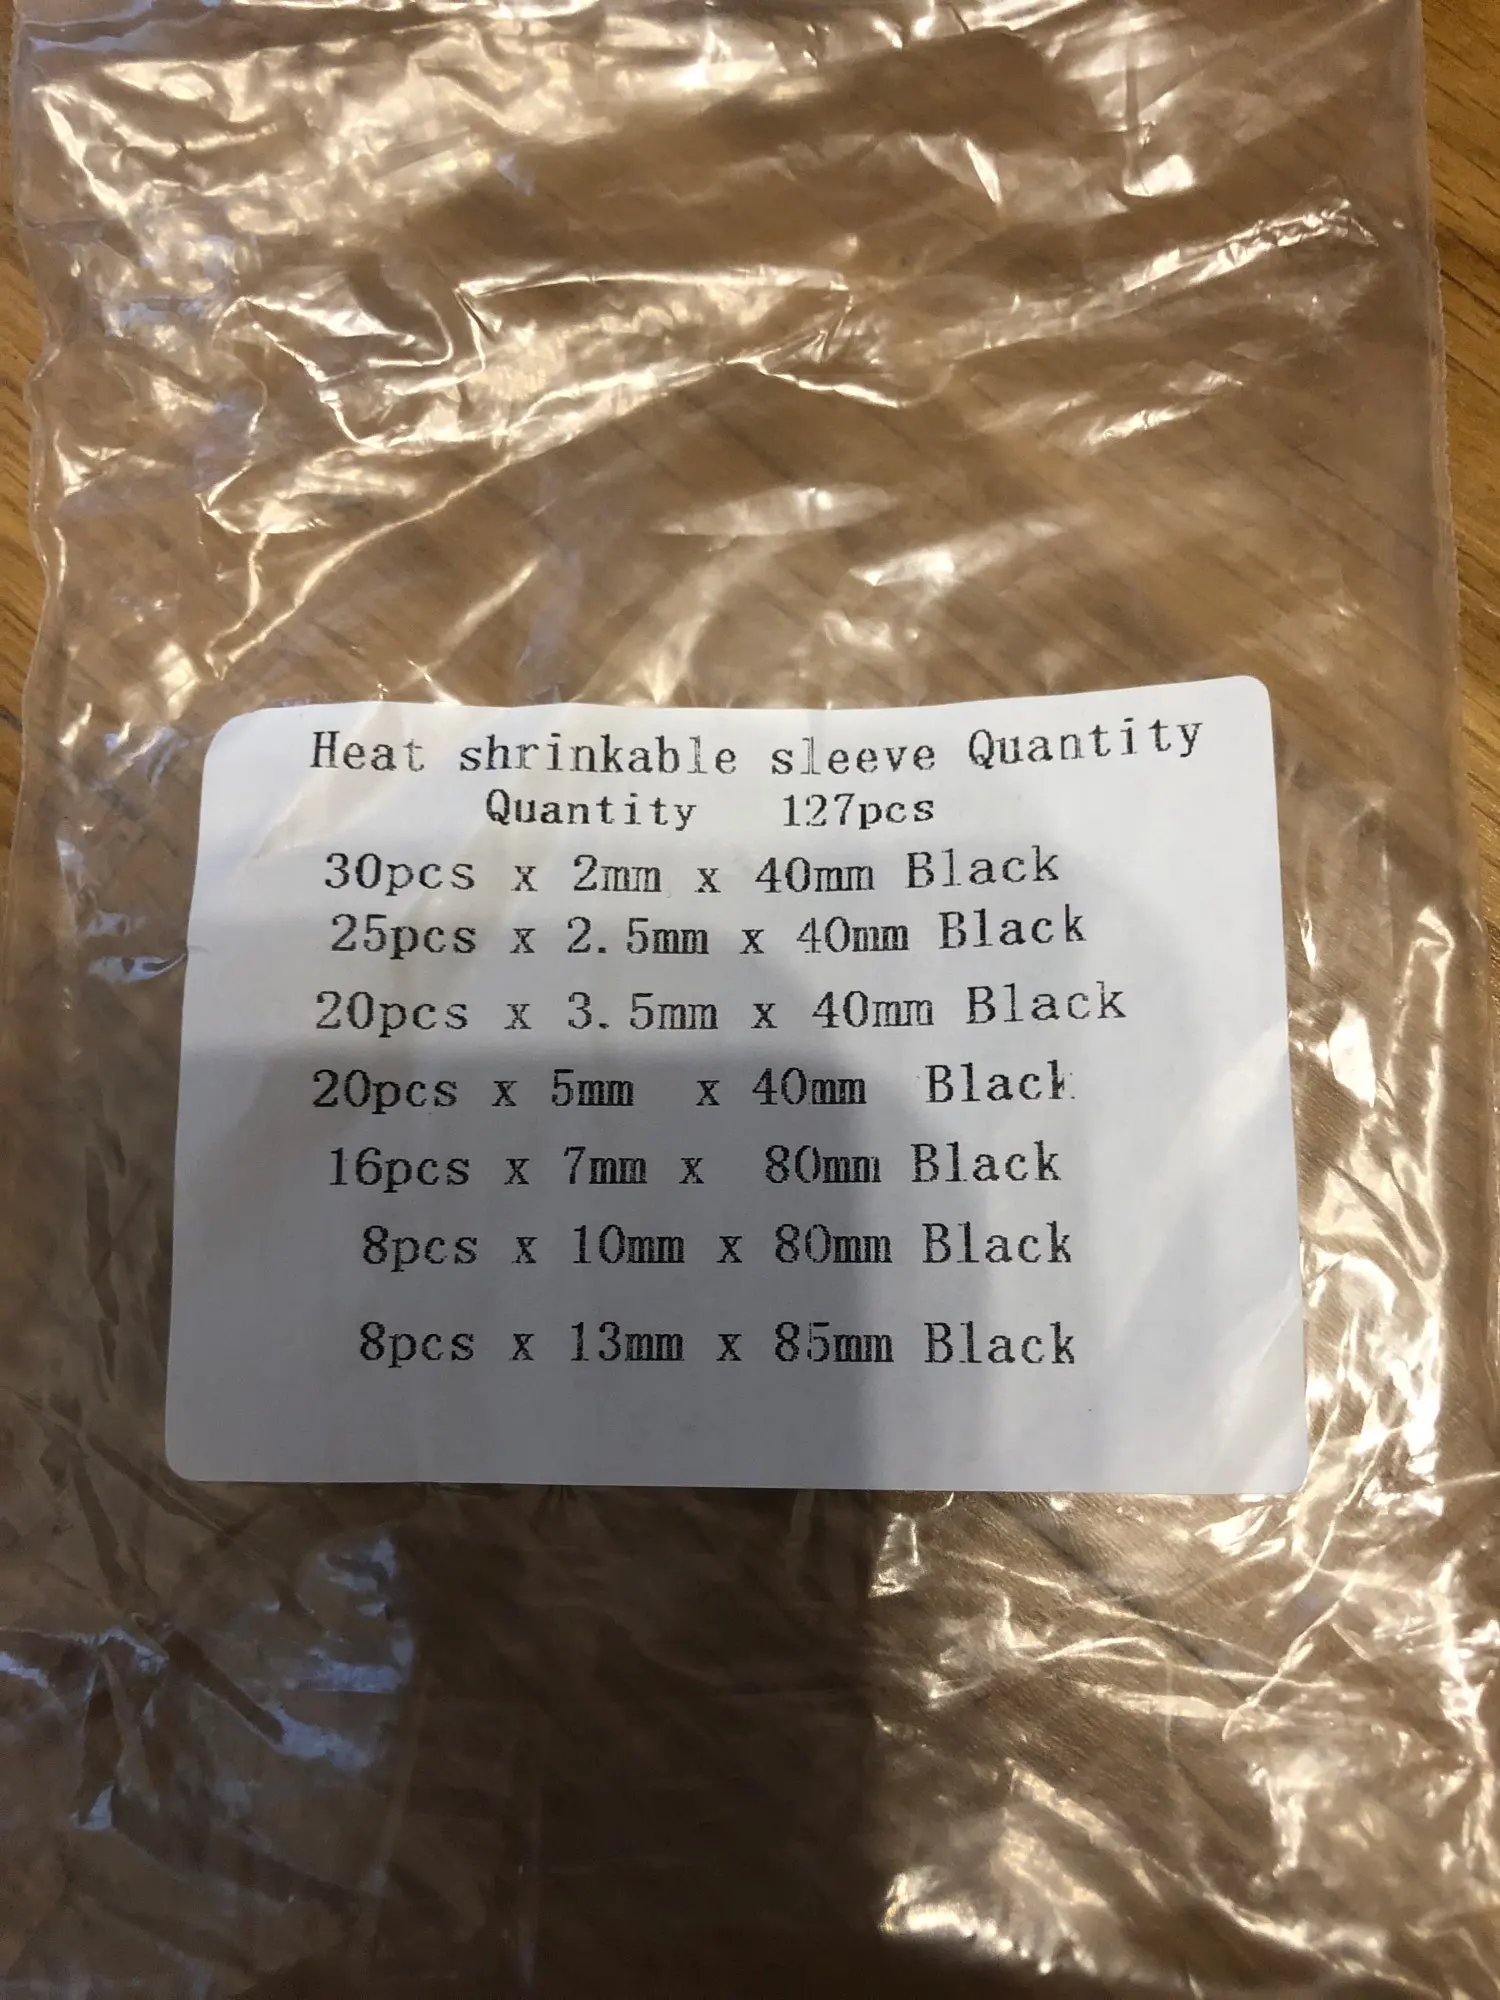 Heat shrinkable sleeve Quantity
Quantity 127pcs
30pcs x 2mm x 40mm Black
25pcs x 2.5mm x 40mm Black
20pcs x 3.5mm x 40mm Black
20pcs x 5mm x 40mm Black
16pcs x 7mm x 80mm Black
8pcs x 10mm x 80mm Black
8pcs x 13mm x 85mm Black